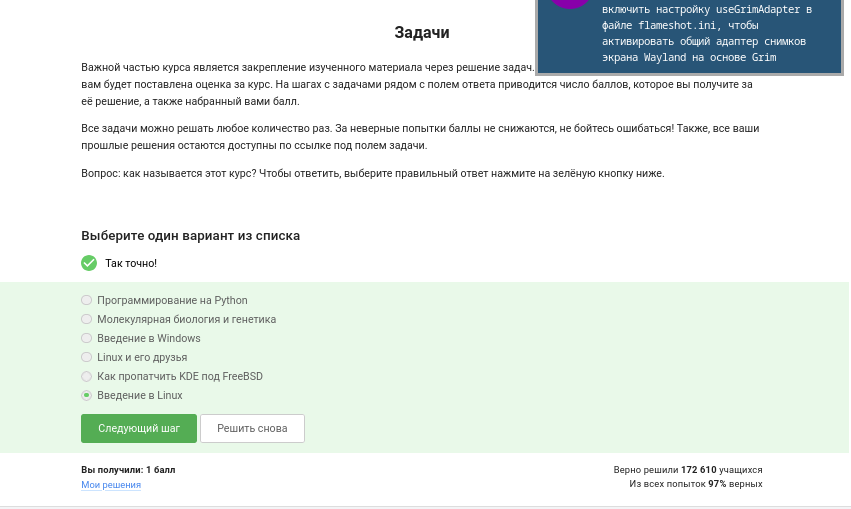 включить настройку useGrimAdapter в
файле flameshot.ini, чтобы
активировать общий адаптер снимков
экрана Wayland на основе Grim
Задачи
Важной частью курса является закрепление изученного материала через решение задач.
вам будет поставлена оценка за курс. На шагах с задачами рядом с полем ответа приводится число баллов, которое вы получите за
её решение, а также набранный вами балл.
Все задачи можно решать любое количество раз. За неверные попытки баллы не снижаются, не бойтесь ошибаться! Также, все ваши
прошлые решения остаются доступны по ссылке под полем задачи.
Вопрос: как называется этот курс? Чтобы ответить, выберите правильный ответ нажмите на зелёную кнопку ниже.
Выберите один вариант из списка
Так точно!
Программирование на Python
Молекулярная биология и генетика
Введение в Windows
Linux и его друзья
Как пропатчить KDE под FreeBSD
Введение в Linux
Следующий шаг
Решить снова
Вы получили: 1 балл
Мои решения
Верно решили 172 610 учащихся
Из всех попыток 97% верных